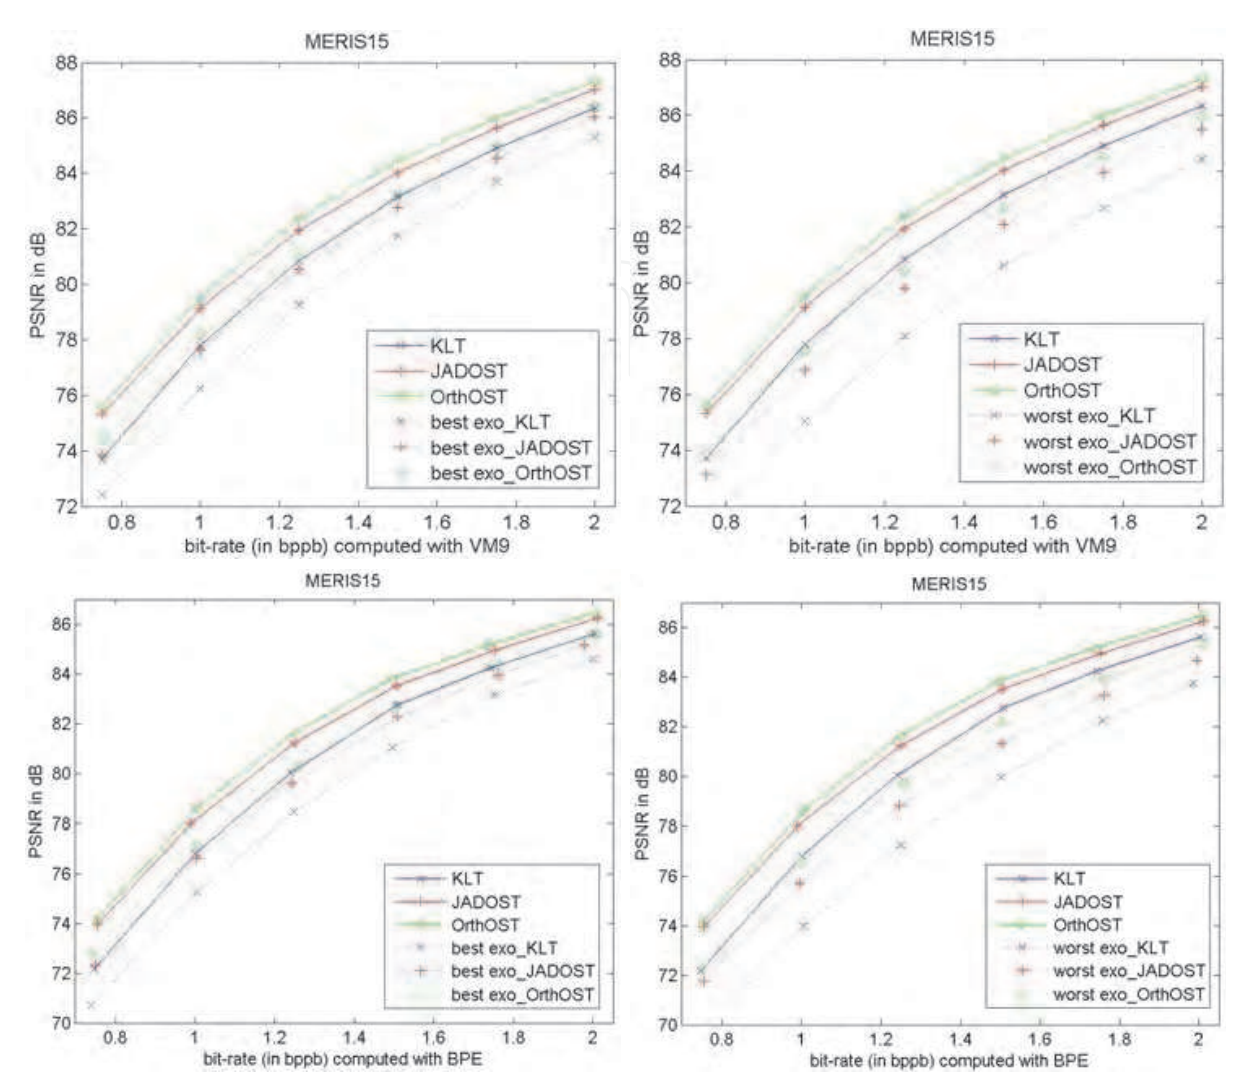 MERIS15
88
86
84
82
80
78
76
74
72
PSNR in dB
KLT
JADOST
OrthOST
best exo_KLT
best exo_JADOST
best exo_OrthOST
0.8 1 1.2 1.4 1.6 1.8 2
bit-rate (in bppb) computed with VM9
MERIS15
88
86
84
82
80
78
76
74
72
PSNR in dB
KLT
JADOST
OrthOST
worst exo_KLT
worst exo_JADOST
worst exo_OrthOST
0.8 1 1.2 1.4 1.6 1.8 2
bit-rate (in bppb) computed with VM9
MERIS15
86
84
82
80
78
76
74
72
70
PSNR in dB
KLT
JADOST
OrthOST
best exo_KLT
best exo_JADOST
best exo_OrthOST
0.8 1 1.2 1.4 1.6 1.8 2
bit-rate (in bppb) computed with BPE
MERIS15
86
84
82
80
78
76
74
72
70
PSNR in dB
KLT
JADOST
OrthOST
worst exo_KLT
worst exo_JADOST
worst exo_OrthOST
0.8 1 1.2 1.4 1.6 1.8 2
bit-rate (in bppb) computed with BPE